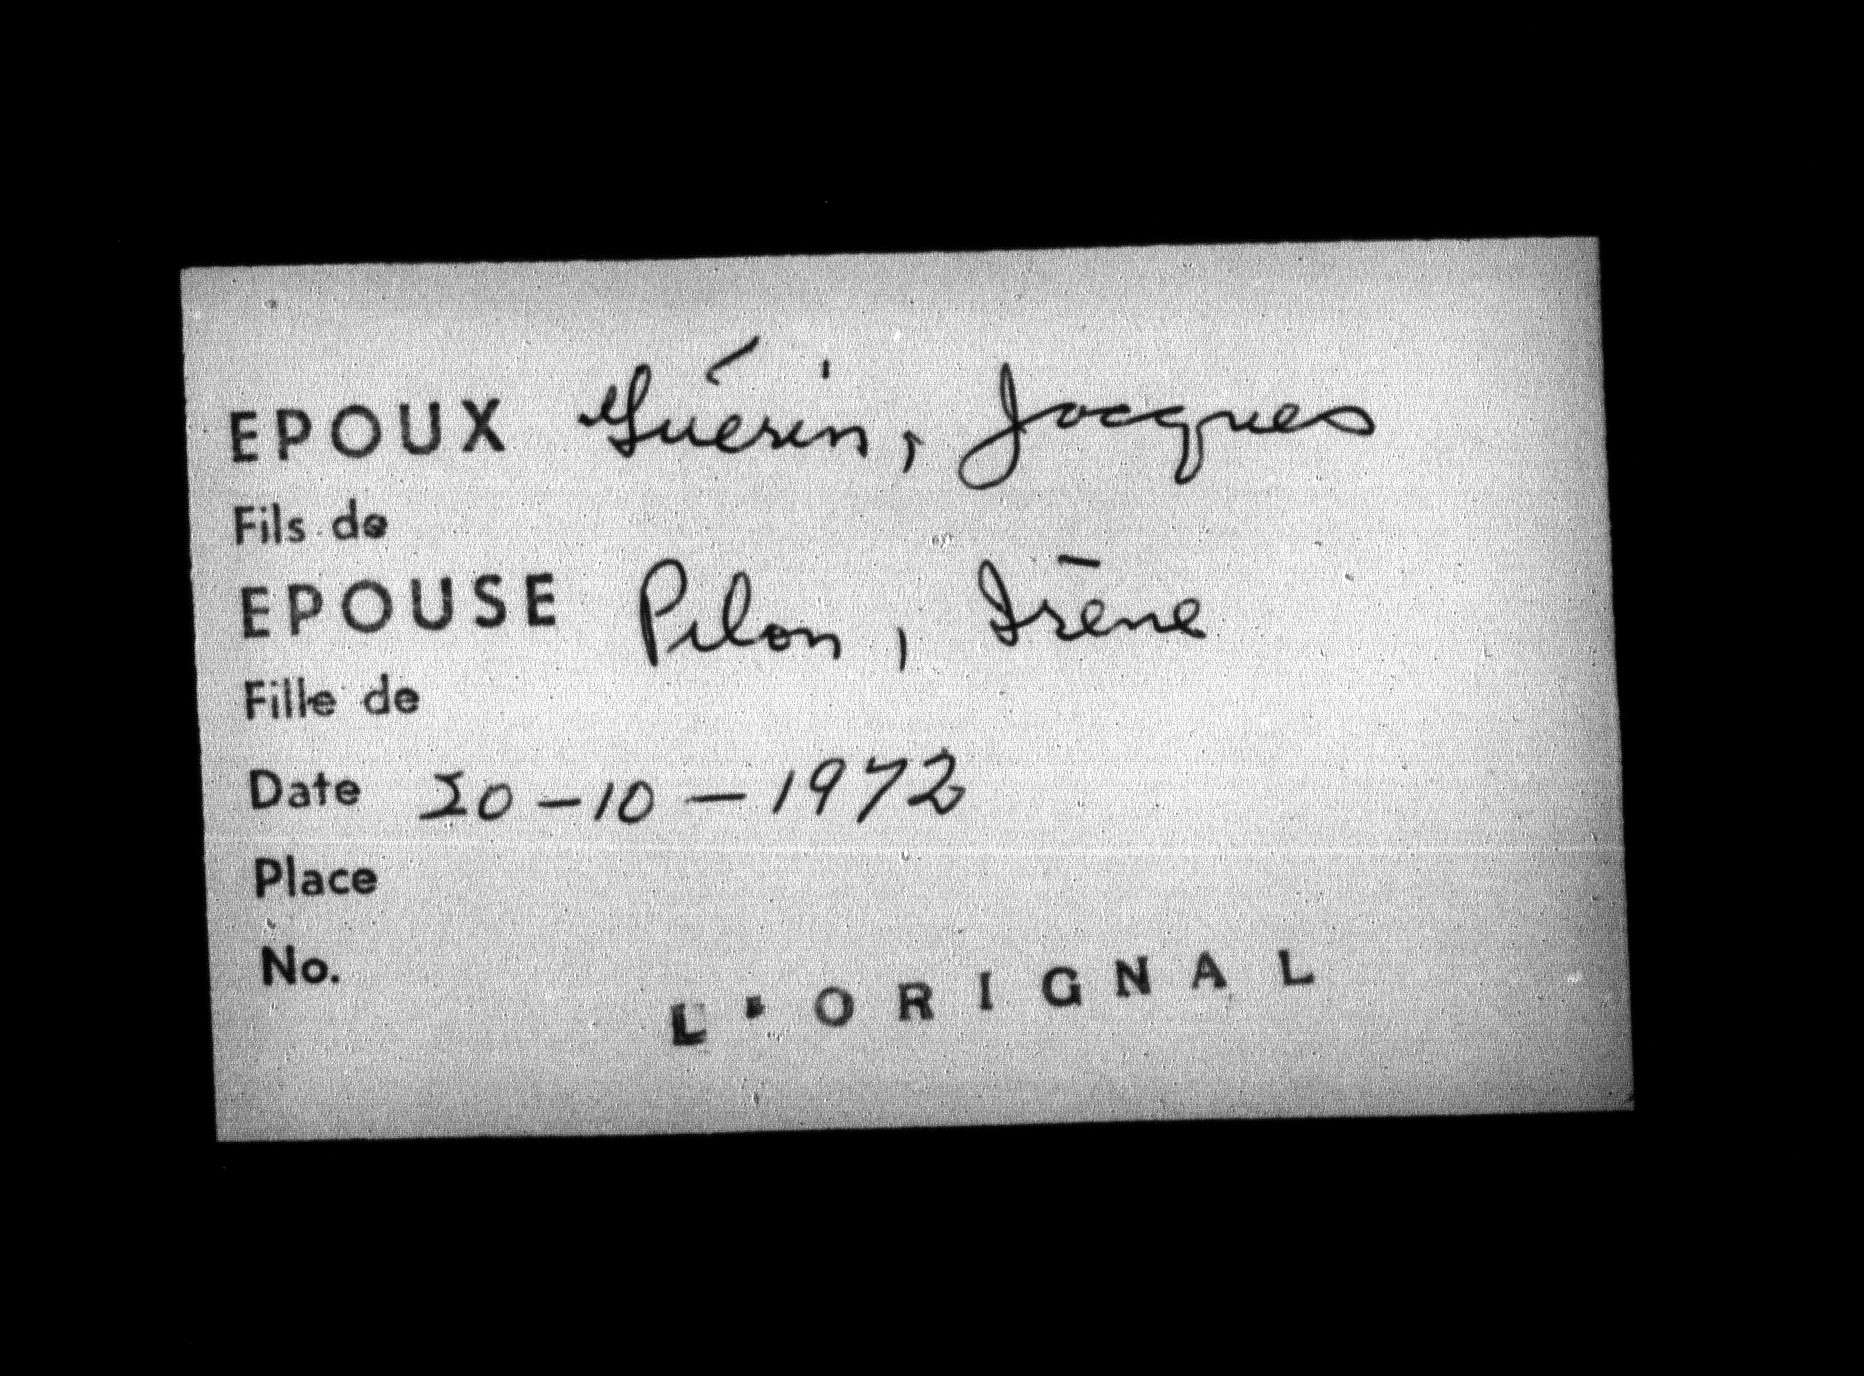 EPOUX Guérin, Jacques
Fils de
EPOUSE Pilon, Irène
Fille de
Date 20-10-1972
Place
No.
L'ORIGNAL